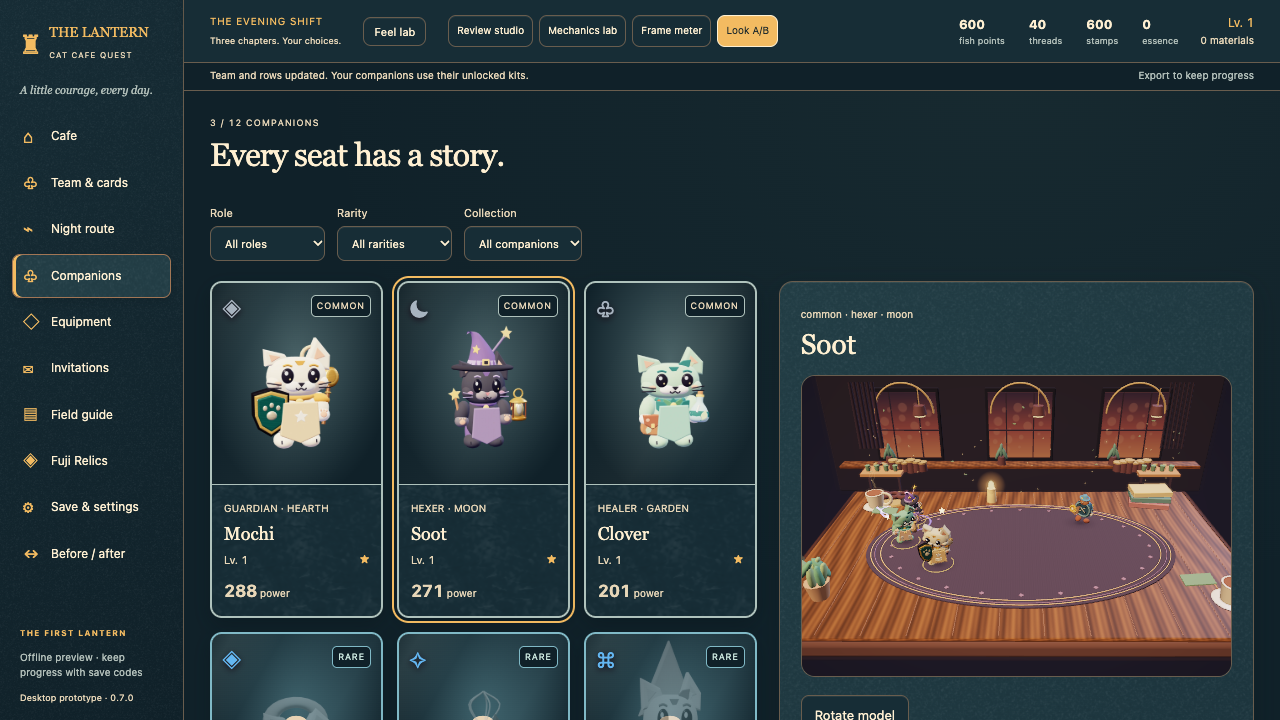 THE LANTERN
CAT CAFE QUEST
A little courage, every day.
Cafe
Team & cards
Night route
Companions
Equipment
Invitations
Field guide
Fuji Relics
Save & settings
Before / after
THE FIRST LANTERN
Offline preview · keep
progress with save codes
Desktop prototype · 0.7.0
THE EVENING SHIFT
Three chapters. Your choices.
Feel lab
Review studio
Mechanics lab
Frame meter
Look A/B
600
fish points
40
threads
600
stamps
0
essence
Lv. 1
0 materials
Team and rows updated. Your companions use their unlocked kits.
Export to keep progress
3 / 12 COMPANIONS
Every seat has a story.
Role
Rarity
Collection
All roles
All rarities
All companions
COMMON
GUARDIAN · HEARTH
Mochi
Lv. 1
288 power
COMMON
HEXER · MOON
Soot
Lv. 1
271 power
COMMON
HEALER · GARDEN
Clover
Lv. 1
201 power
RARE
RARE
RARE
common · hexer · moon
Soot
Rotate model